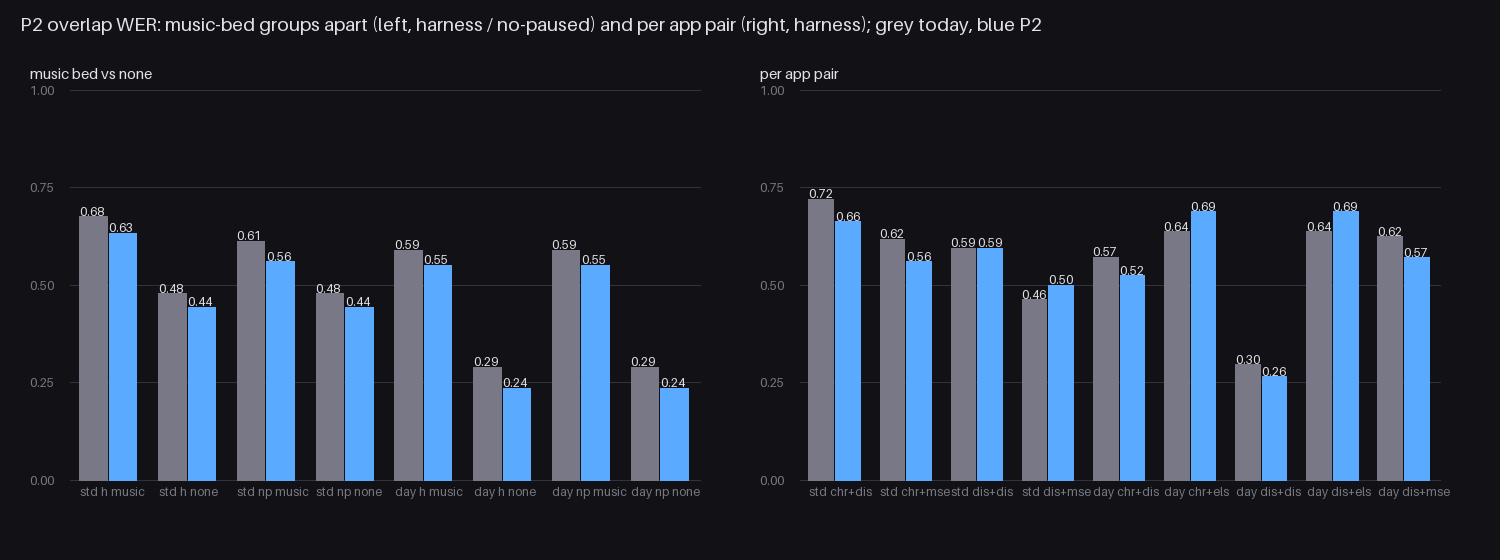 P2 overlap WER: music-bed groups apart (left, harness / no-paused) and per app pair (right, harness); grey today, blue P2
music bed vs none
1.00
0.75
0.50
0.25
0.00
0.68 0.63 0.48 0.44 0.61 0.56 0.48 0.44 0.59 0.55 0.29 0.24 0.59 0.55 0.29 0.24
std h music std h none std np music std np none day h music day h none day np music day np none
per app pair
1.00
0.75
0.50
0.25
0.00
0.72 0.66 0.62 0.56 0.59 0.59 0.46 0.50 0.57 0.52 0.64 0.69 0.30 0.26 0.64 0.69 0.62 0.57
std chr+dis std chr+mse std dis+dis std dis+mse day chr+dis day chr+els day dis+dis day dis+els day dis+mse